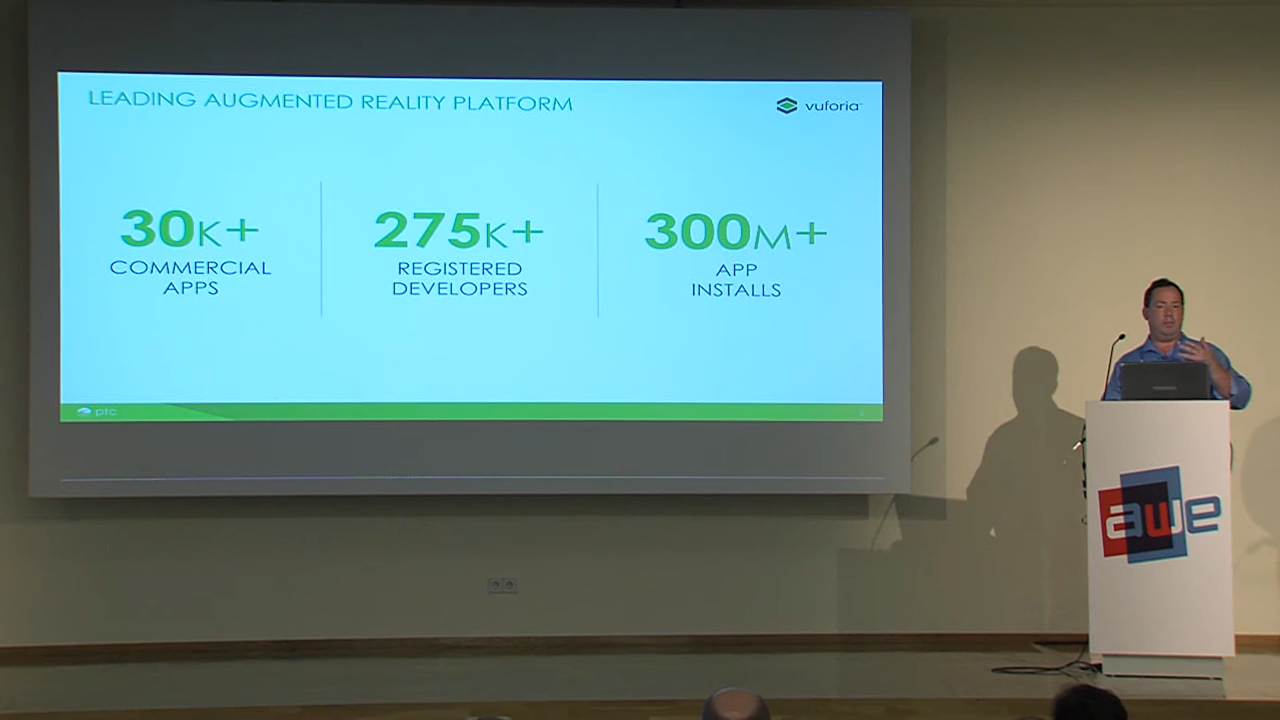 LEADING AUGMENTED REALITY PLATFORM
vuforia
30K+
COMMERCIAL
APPS
275K+
REGISTERED
DEVELOPERS
300M+
APP
INSTALLS
ptc
awe